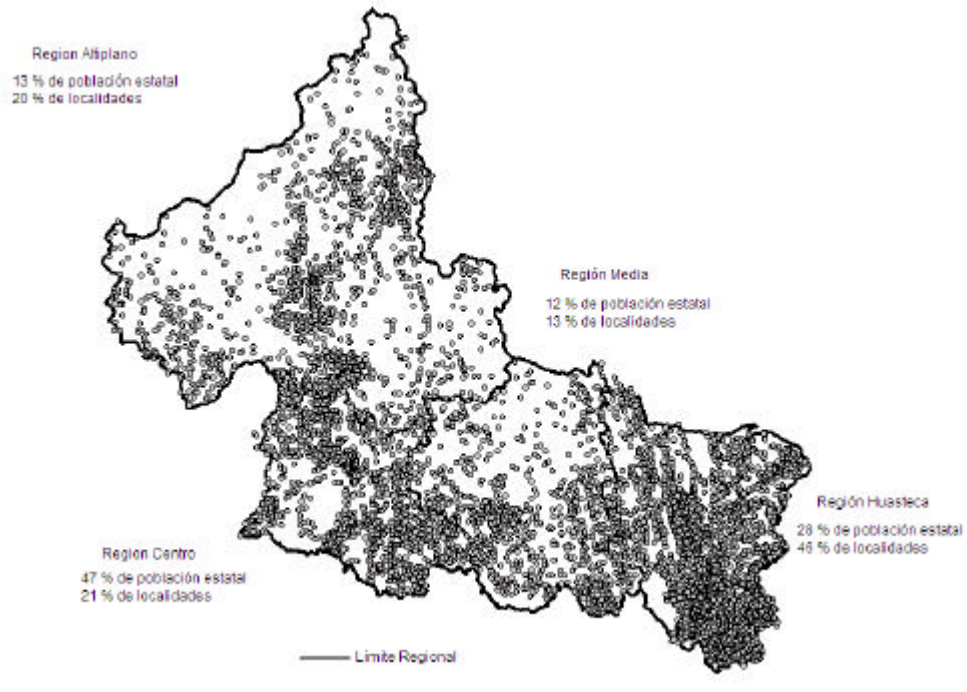 Region Altiplano
13 % de población estatal
20 % de localidades
Región Media
12 % de población estatal
13 % de localidades
Región Huasteca
28 % de población estatal
46 % de localidades
Region Centro
47 % de población estatal
21 % de localidades
Límite Regional